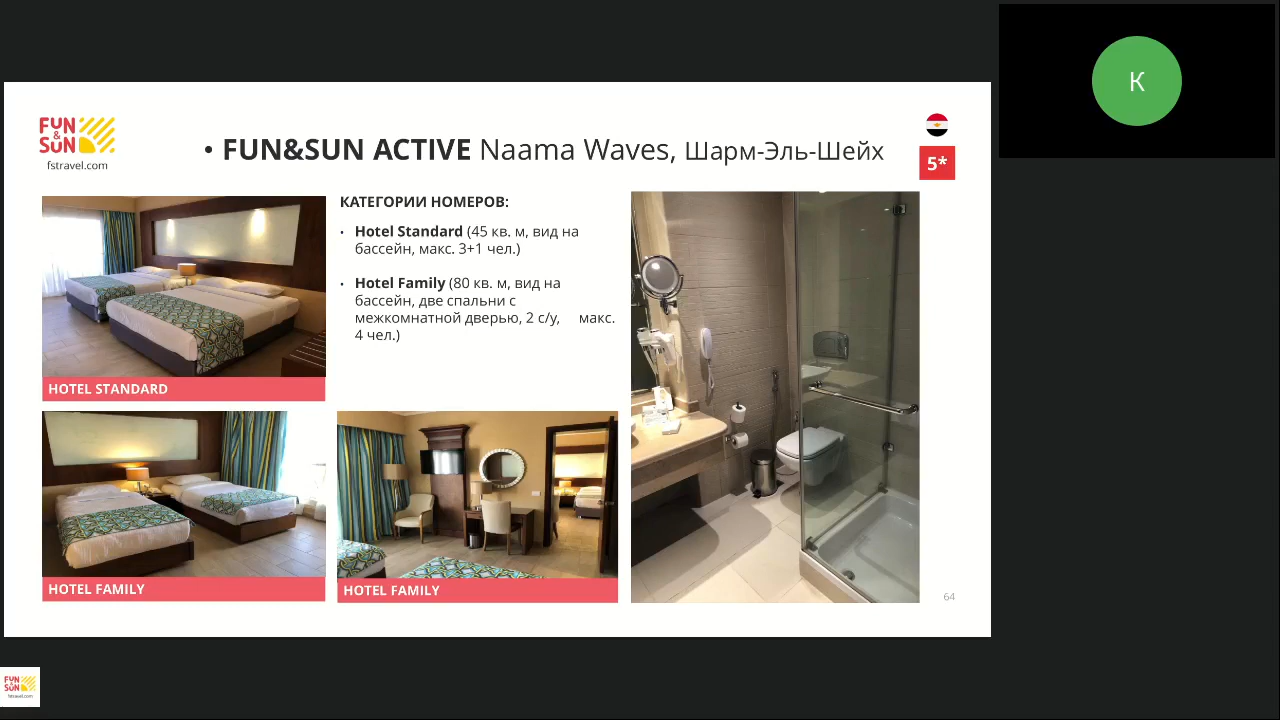 FUN
&
SUN
fstravel.com
• FUN&SUN ACTIVE Naama Waves, Шарм-Эль-Шейх
5*
К
КАТЕГОРИИ НОМЕРОВ:
• Hotel Standard (45 кв. м, вид на
бассейн, макс. 3+1 чел.)
• Hotel Family (80 кв. м, вид на
бассейн, две спальни с
межкомнатной дверью, 2 с/у, макс.
4 чел.)
HOTEL STANDARD
HOTEL FAMILY
HOTEL FAMILY
64
FUN
&
SUN
fstravel.com